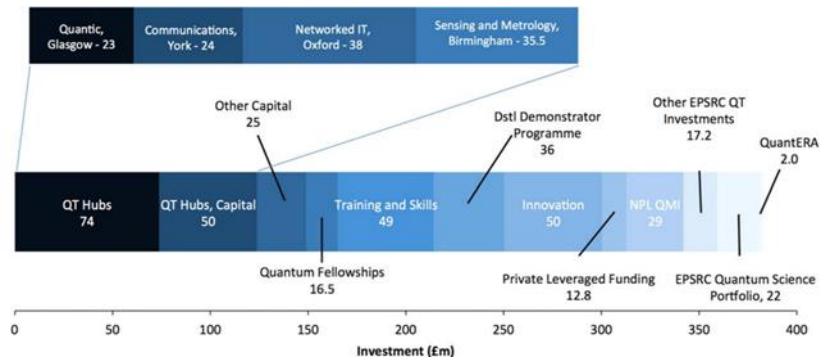 Quantic,
Glasgow - 23
Communications,
York - 24
Networked IT,
Oxford - 38
Sensing and Metrology,
Birmingham - 35.5
Other Capital
25
Dstl Demonstrator
Programme
36
Other EPSRC QT
Investments
17.2
QuantERA
2.0
QT Hubs
74
QT Hubs, Capital
50
Training and Skills
49
Innovation
50
NPL QMI
29
Quantum Fellowships
16.5
Private Leveraged Funding
12.8
EPSRC Quantum Science
Portfolio, 22
0 50 100 150 200 250 300 350 400
Investment (£m)